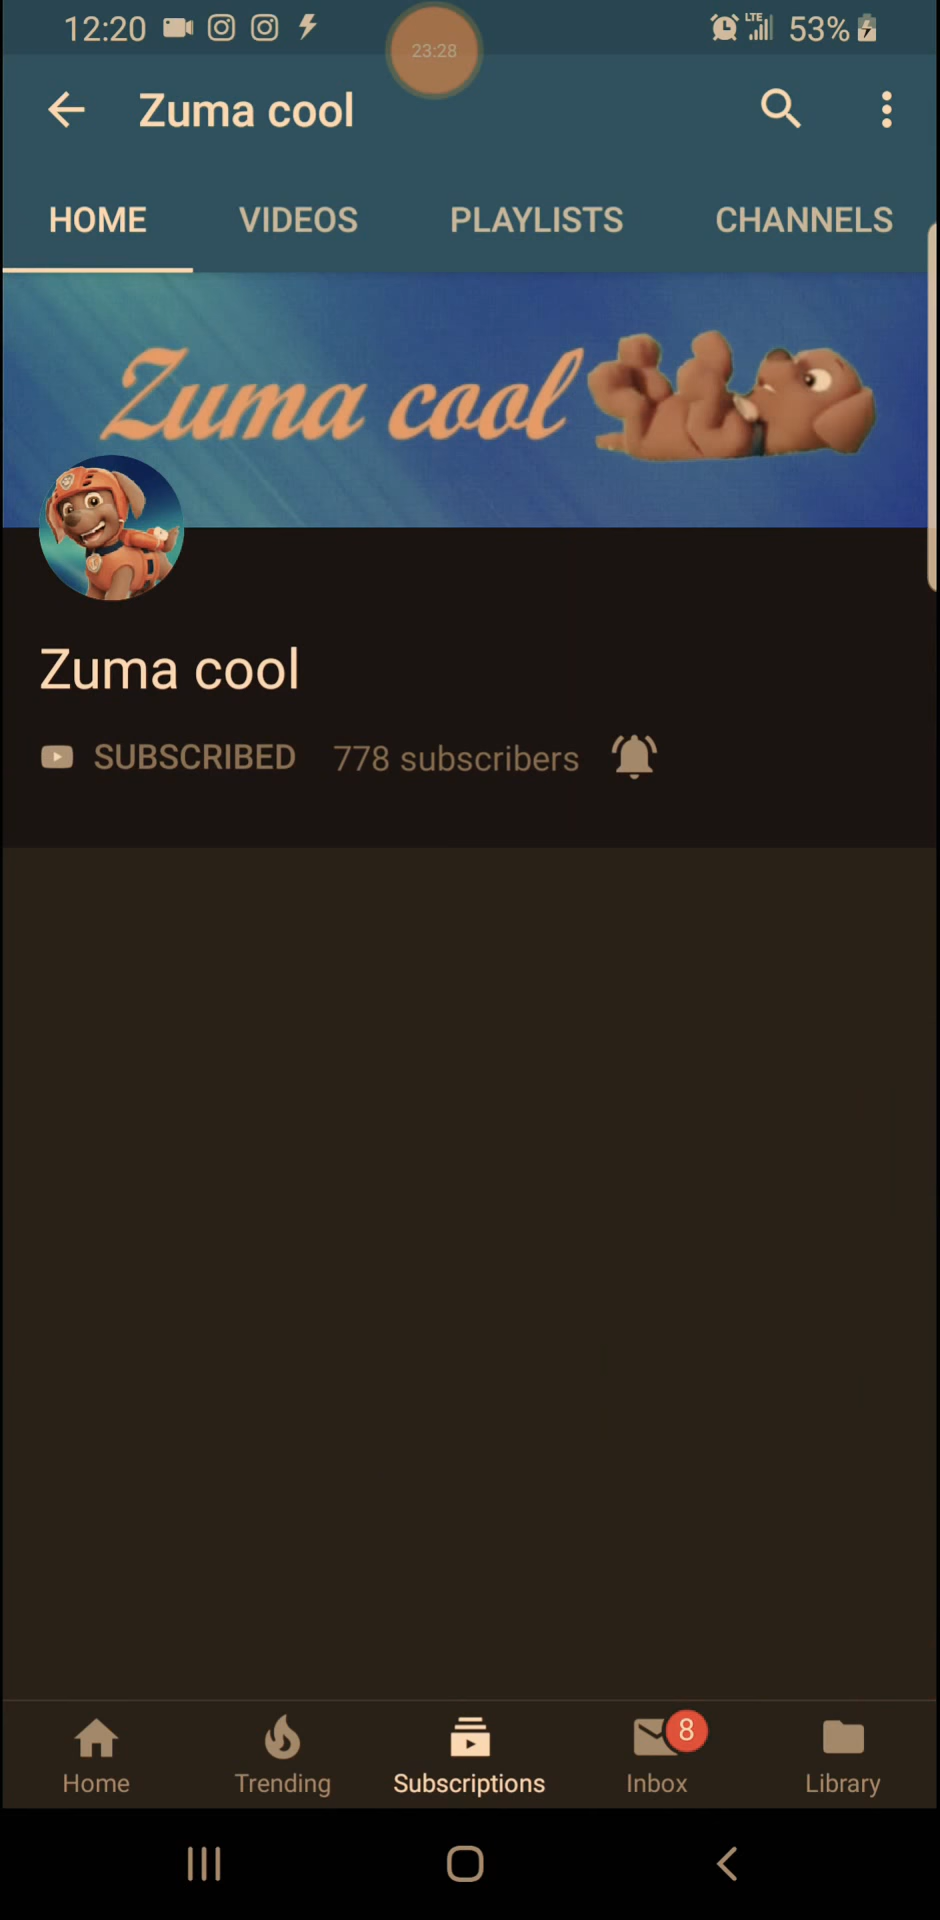 12:20 LTE 53%
23:28
Zuma cool
HOME VIDEOS PLAYLISTS CHANNELS
Zuma cool
Zuma cool
SUBSCRIBED 778 subscribers
8
Home Trending Subscriptions Inbox Library